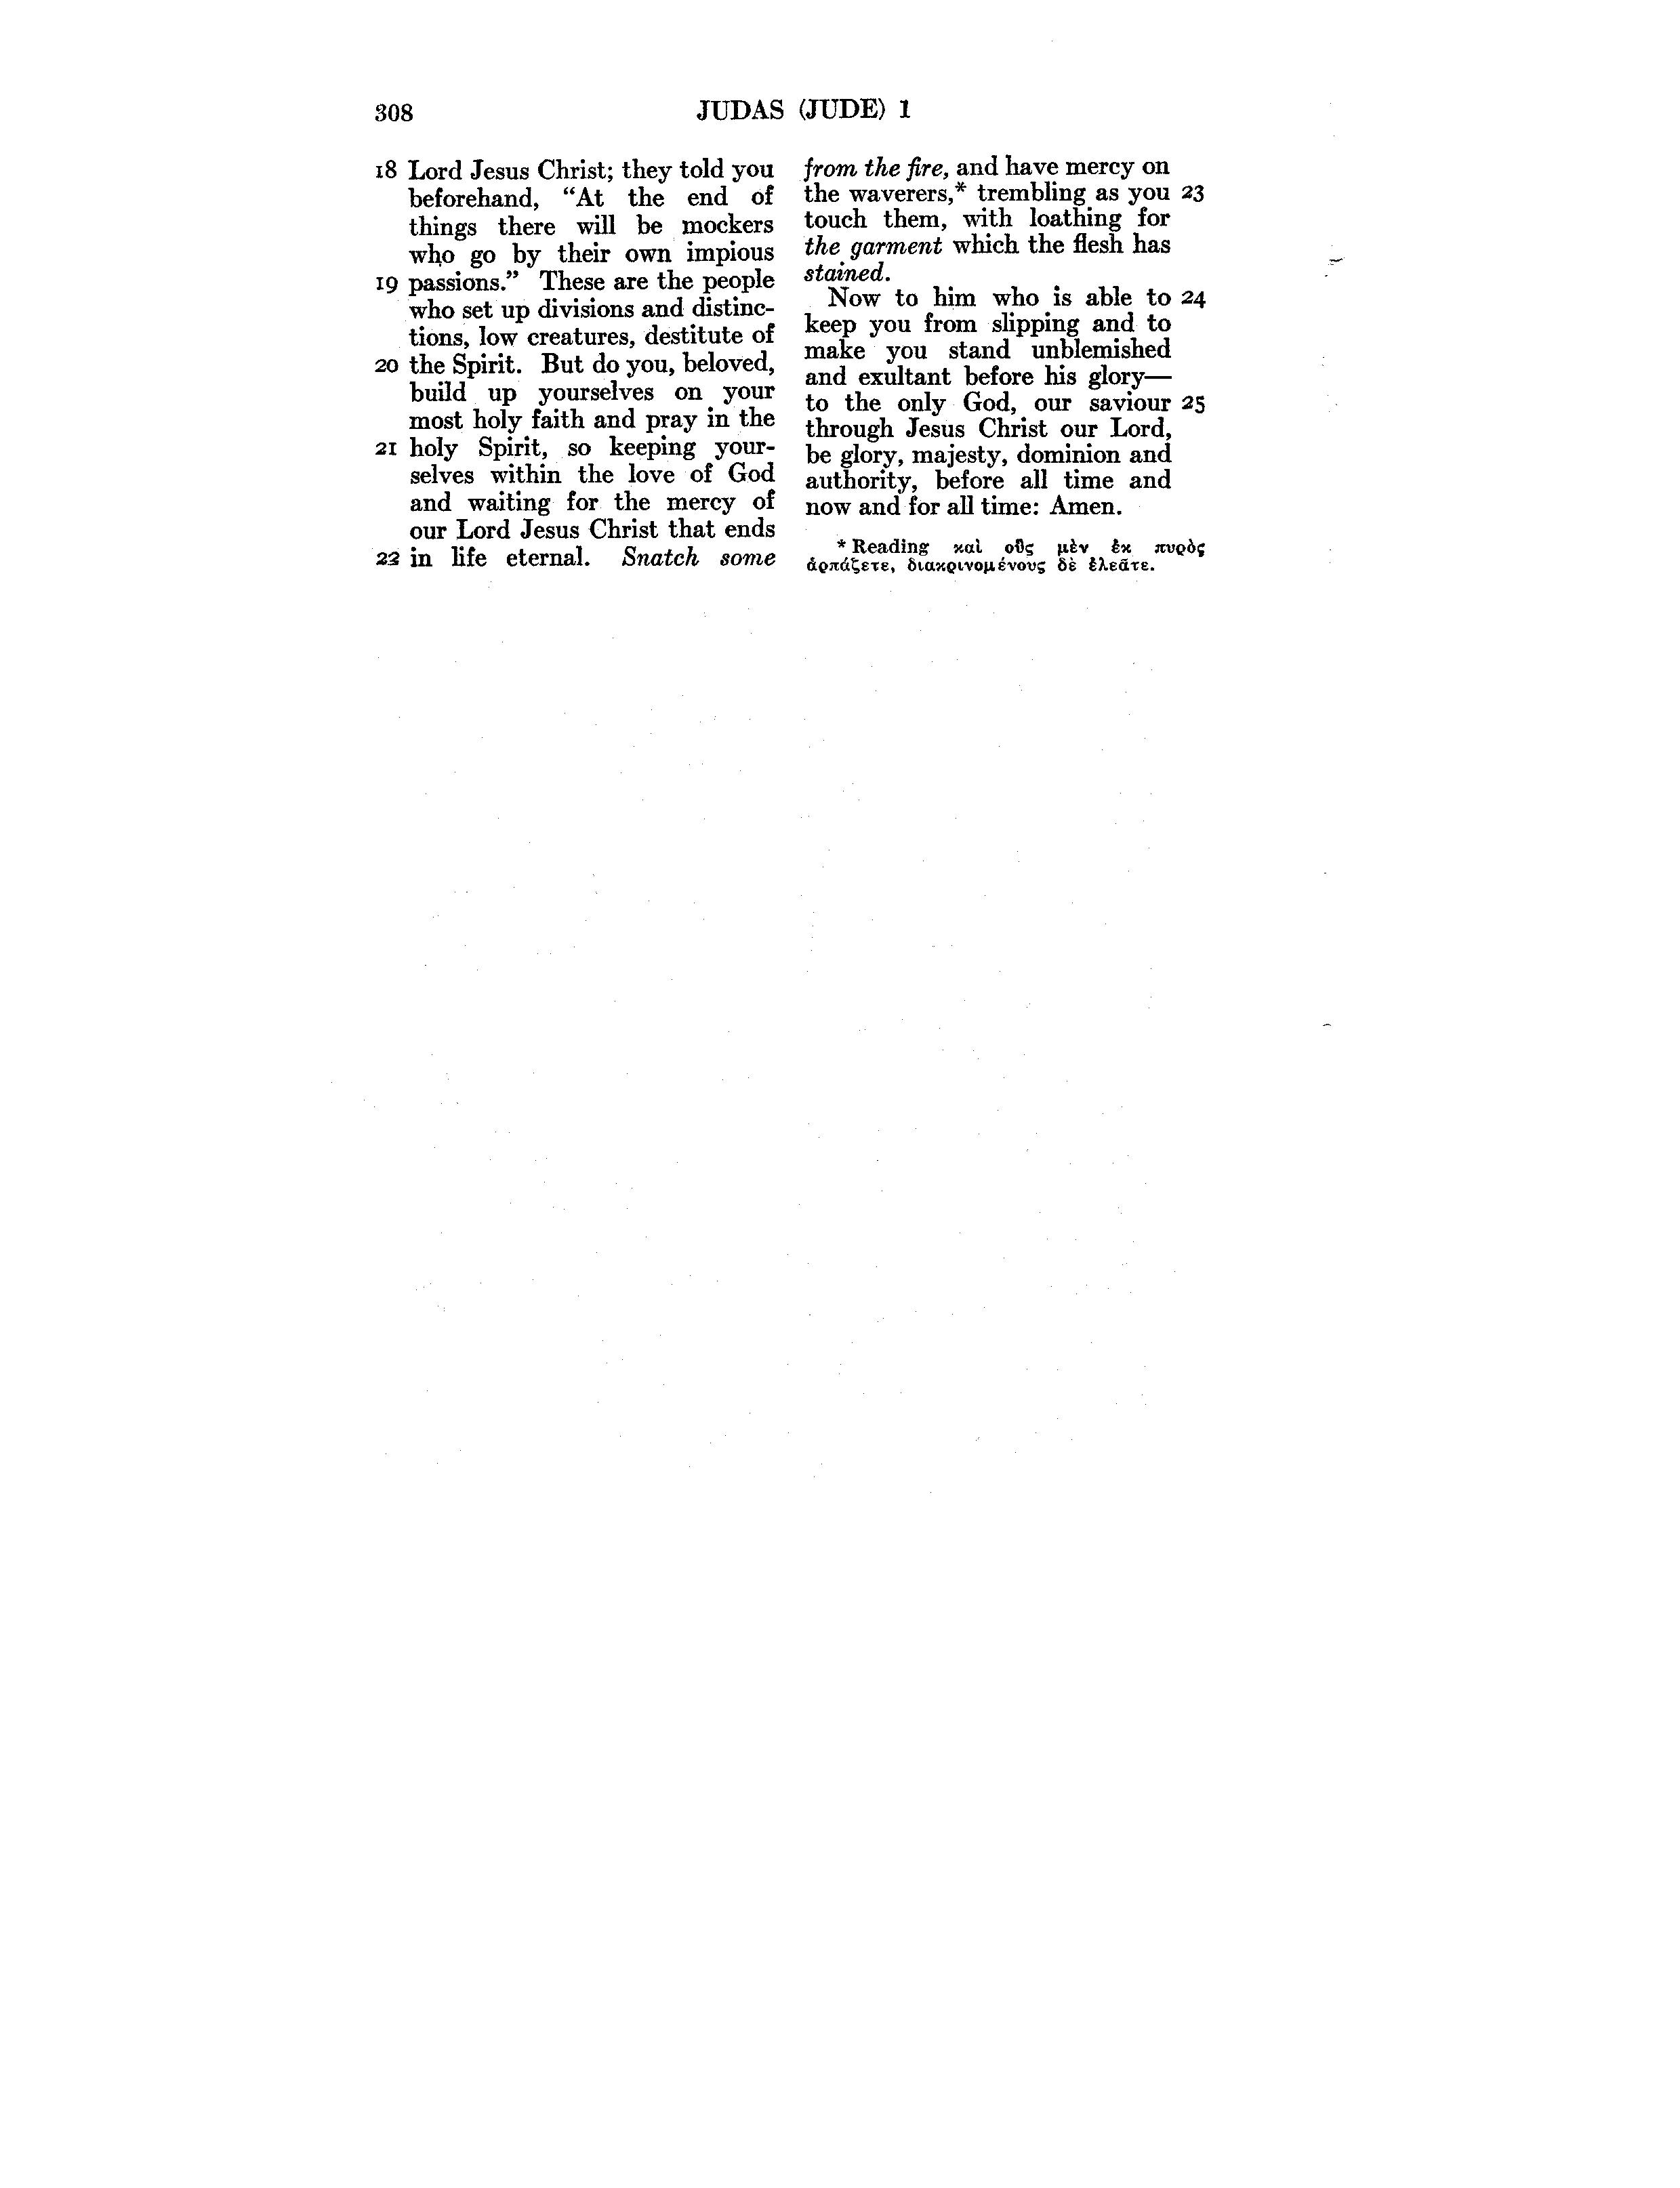 308
JUDAS (JUDE) 1
18 Lord Jesus Christ; they told you
beforehand, “At the end of
things there will be mockers
who go by their own impious
19 passions.” These are the people
who set up divisions and distinc-
tions, low creatures, destitute of
20 the Spirit. But do you, beloved,
build up yourselves on your
most holy faith and pray in the
21 holy Spirit, so keeping your-
selves within the love of God
and waiting for the mercy of
our Lord Jesus Christ that ends
22 in life eternal. Snatch some
from the fire, and have mercy on
the waverers,* trembling as you 23
touch them, with loathing for
the garment which the flesh has
stained.
Now to him who is able to 24
keep you from slipping and to
make you stand unblemished
and exultant before his glory—
to the only God, our saviour 25
through Jesus Christ our Lord,
be glory, majesty, dominion and
authority, before all time and
now and for all time: Amen.
* Reading καὶ οὓς μὲν ἐκ πυρὸς
ἁρπάζετε, διακρινομένους δὲ ἐλεᾶτε.